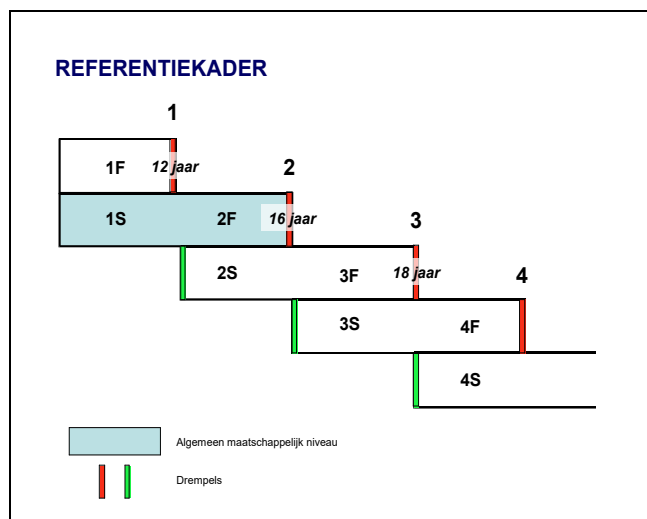 REFERENTIEKADER
1
1F 12 jaar 2
1S 2F 16 jaar 3
2S 3F 18 jaar 4
3S 4F
4S
Algemeen maatschappelijk niveau
Drempels